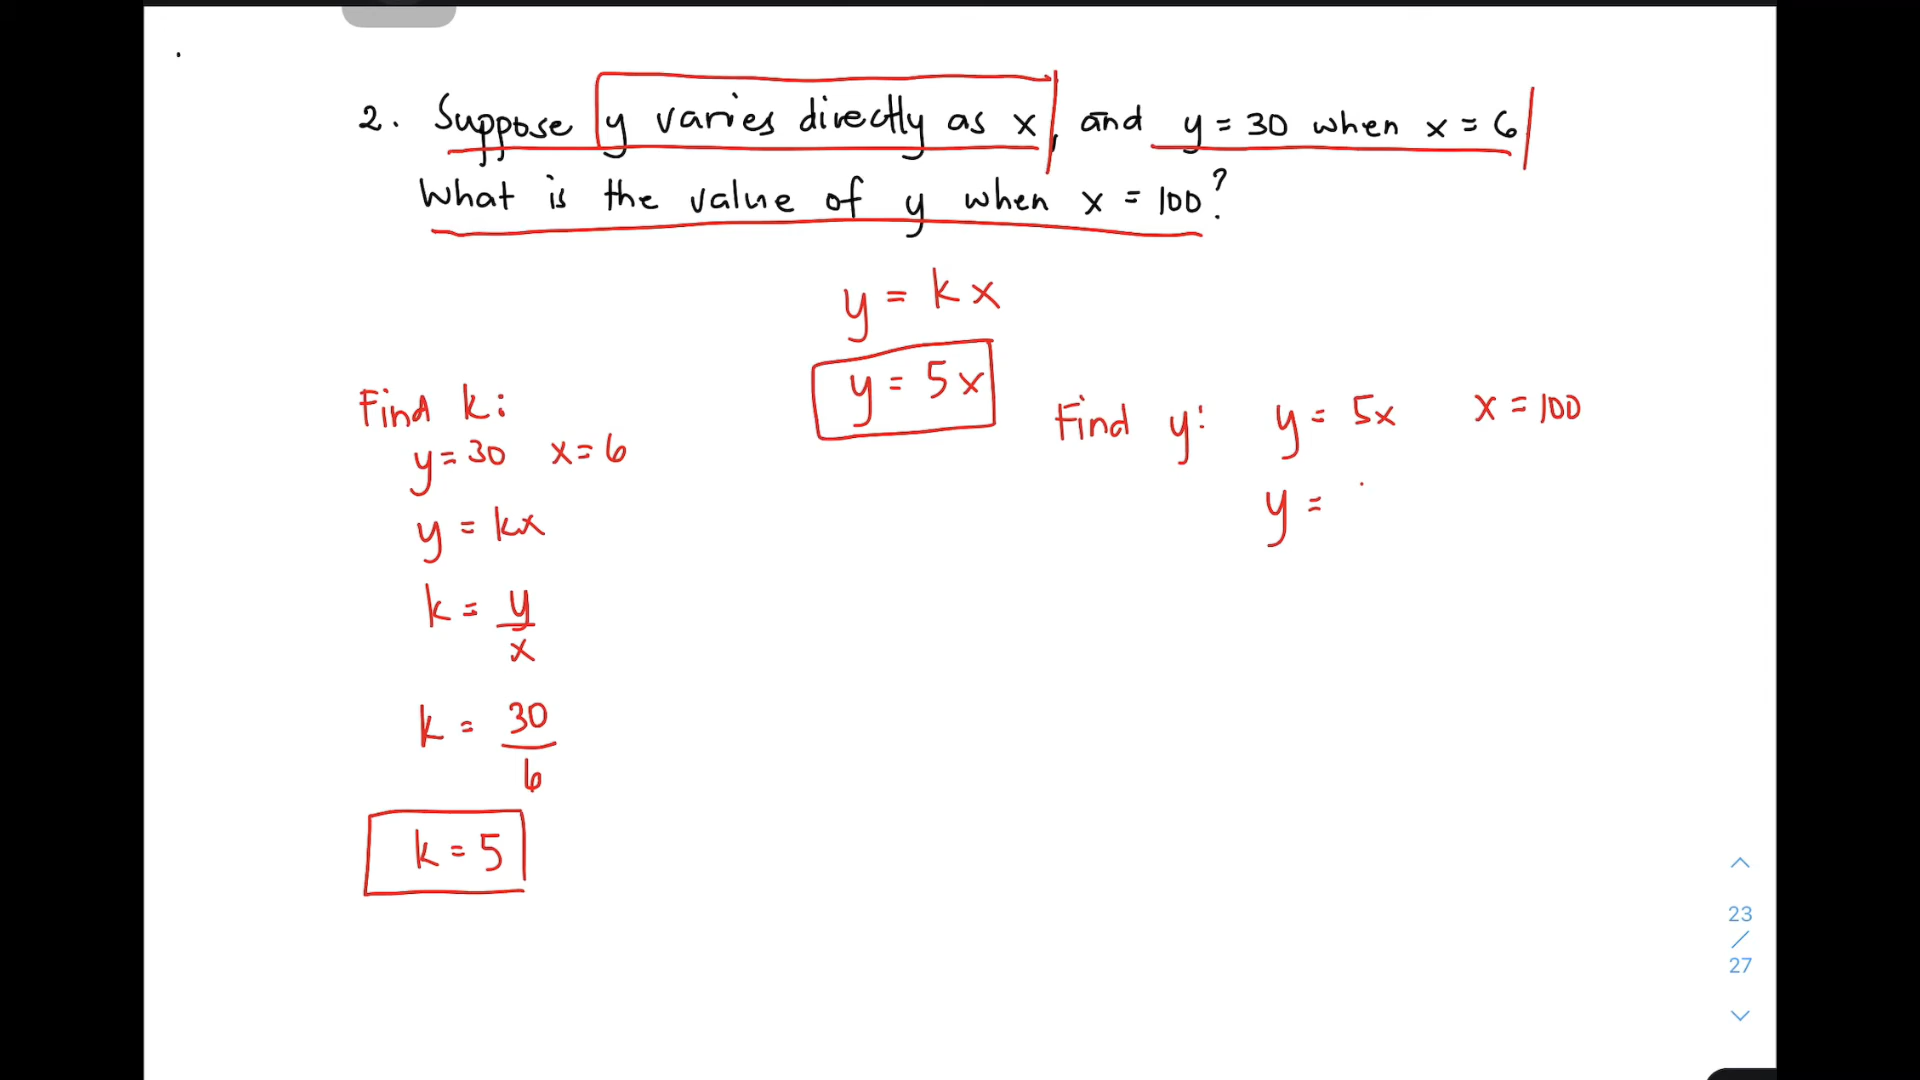 2. Suppose y varies directly as x, and y = 30 when x = 6
What is the value of y when x = 100?
y = kx
y = 5x
Find k:
y = 30 x = 6
y = kx
k = y/x
k = 30/6
k = 5
Find y: y = 5x x = 100
y =
23
/
27